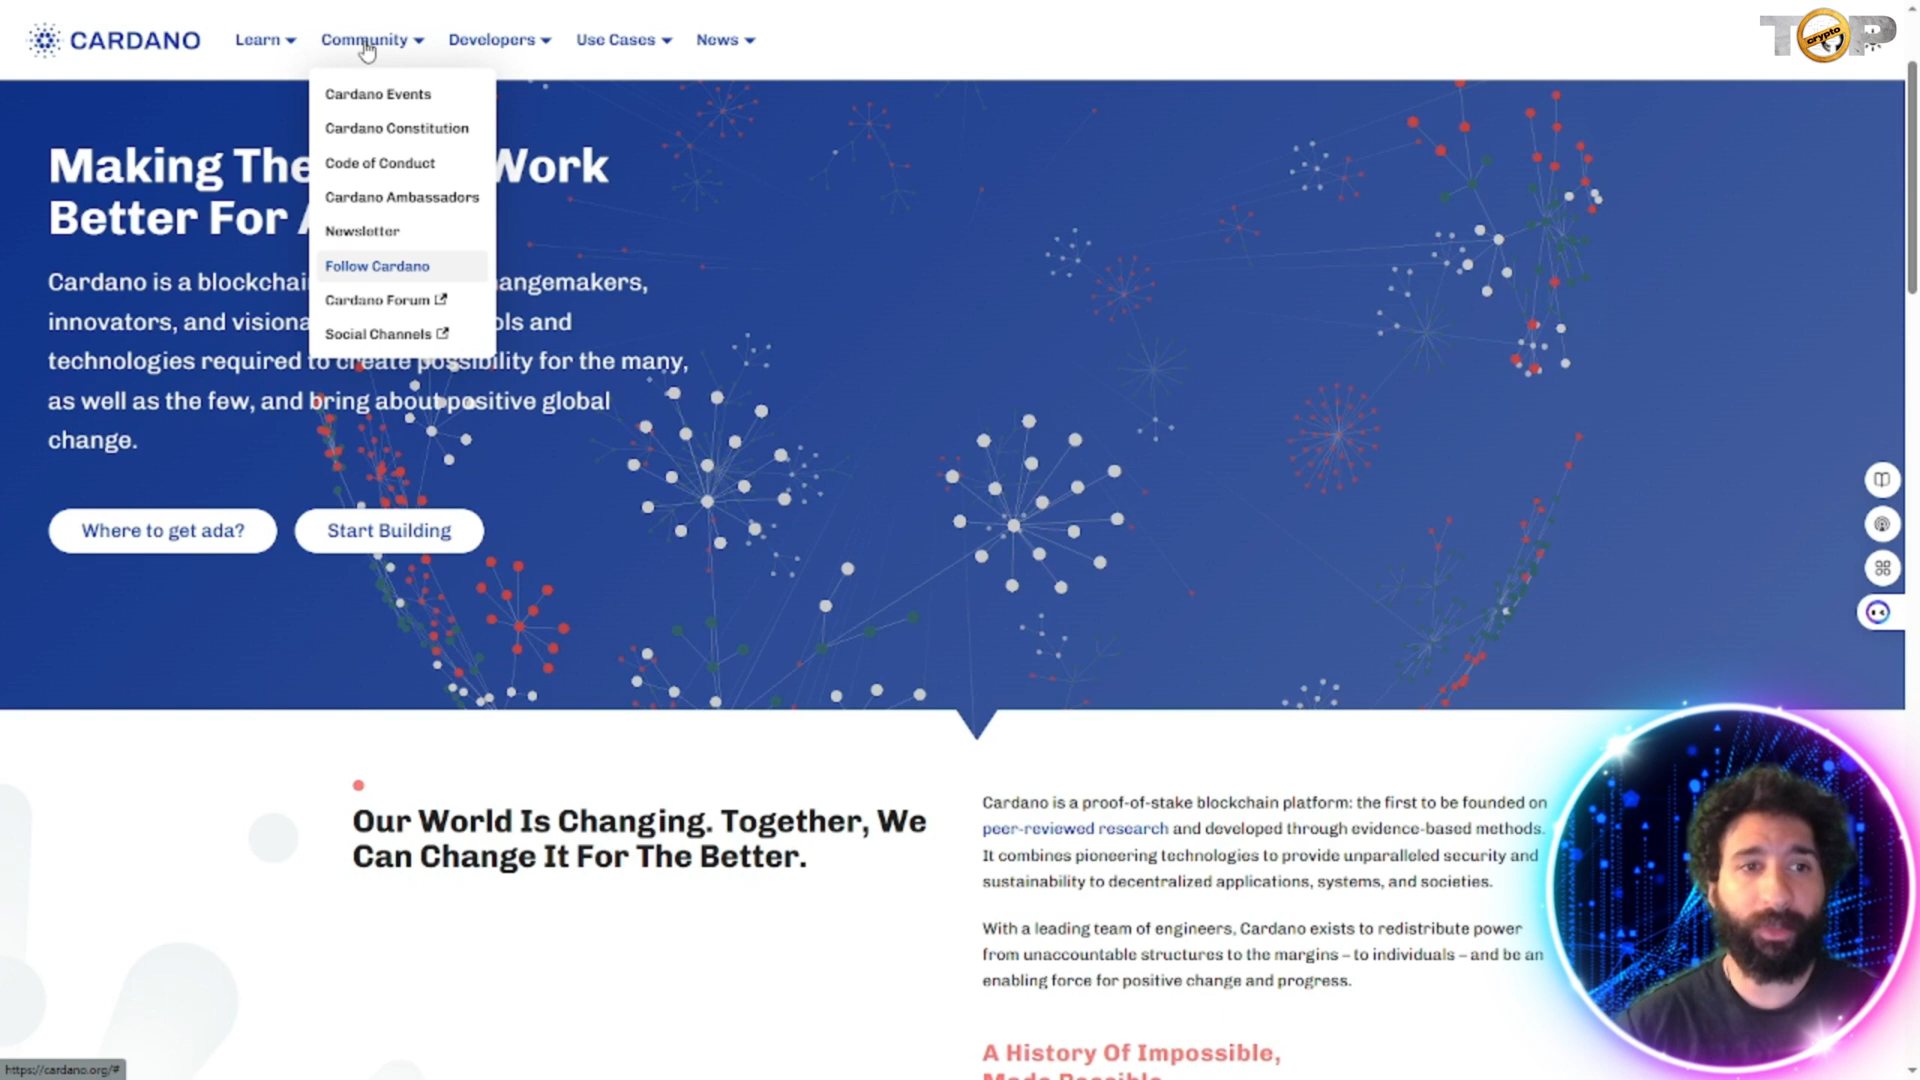 CARDANO
Learn
Community
Developers
Use Cases
News
TOP
crypto
Cardano Events
Cardano Constitution
Code of Conduct
Cardano Ambassadors
Newsletter
Follow Cardano
Cardano Forum
Social Channels
Making The Work
Better For
Cardano is a blockchai angemakers,
innovators, and visiona ols and
technologies required to create possibility for the many,
as well as the few, and bring about positive global
change.
Where to get ada?
Start Building
Our World Is Changing. Together, We
Can Change It For The Better.
Cardano is a proof-of-stake blockchain platform: the first to be founded on
peer-reviewed research and developed through evidence-based methods.
It combines pioneering technologies to provide unparalleled security and
sustainability to decentralized applications, systems, and societies.
With a leading team of engineers, Cardano exists to redistribute power
from unaccountable structures to the margins – to individuals – and be an
enabling force for positive change and progress.
A History Of Impossible,
Made Possible
https://cardano.org/#